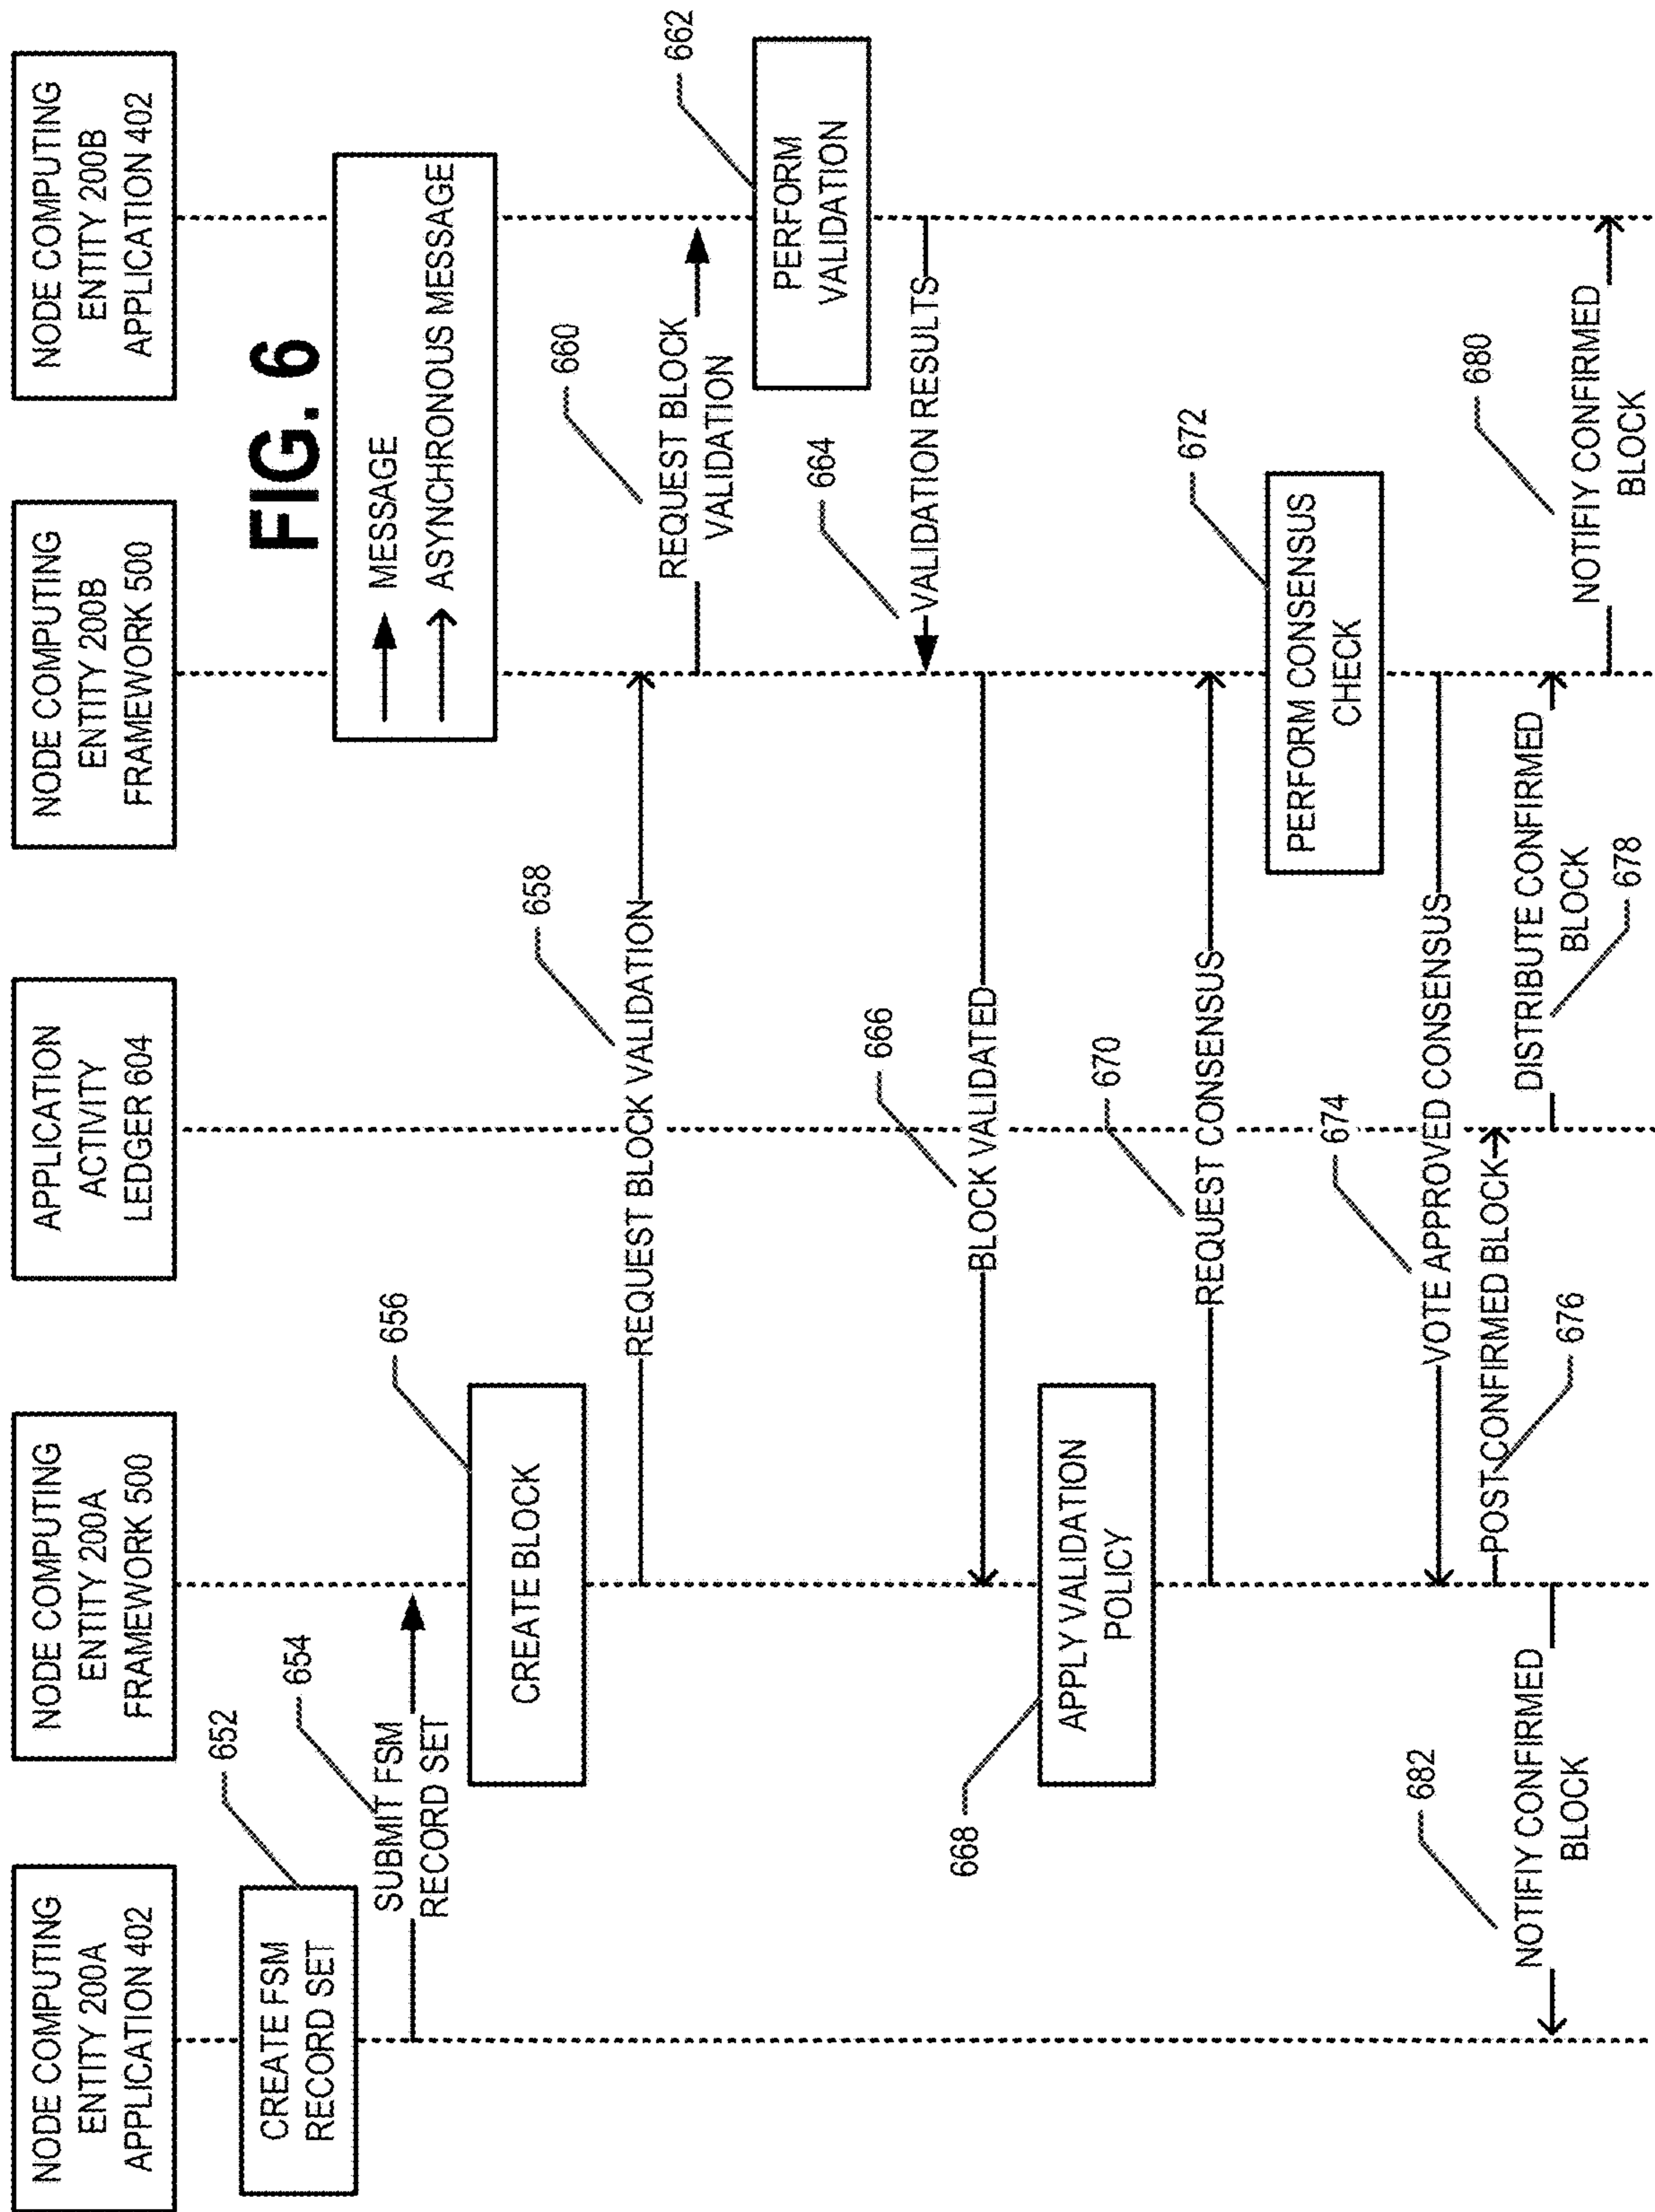 NODE COMPUTING
ENTITY 200A
APPLICATION 402
NODE COMPUTING
ENTITY 200A
FRAMEWORK 500
APPLICATION
ACTIVITY
LEDGER 604
NODE COMPUTING
ENTITY 200B
FRAMEWORK 500
NODE COMPUTING
ENTITY 200B
APPLICATION 402
FIG. 6
MESSAGE
ASYNCHRONOUS MESSAGE
652
CREATE FSM
RECORD SET
654
SUBMIT FSM
RECORD SET
656
CREATE BLOCK
658
REQUEST BLOCK VALIDATION
660
REQUEST BLOCK
VALIDATION
662
PERFORM
VALIDATION
664
VALIDATION RESULTS
666
BLOCK VALIDATED
668
APPLY VALIDATION
POLICY
670
REQUEST CONSENSUS
672
PERFORM CONSENSUS
CHECK
674
VOTE APPROVED CONSENSUS
POST CONFIRMED BLOCK
676
DISTRIBUTE CONFIRMED
BLOCK
678
680
NOTIFIY CONFIRMED
BLOCK
682
NOTIFIY CONFIRMED
BLOCK